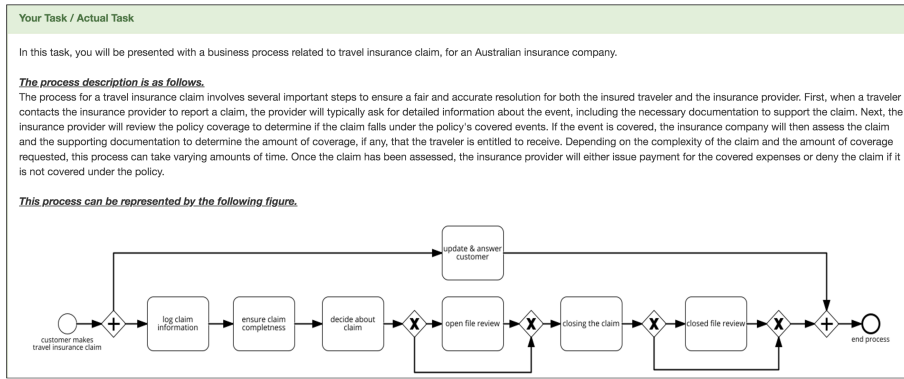 Your Task / Actual Task
In this task, you will be presented with a business process related to travel insurance claim, for an Australian insurance company.
The process description is as follows.
The process for a travel insurance claim involves several important steps to ensure a fair and accurate resolution for both the insured traveler and the insurance provider. First, when a traveler
contacts the insurance provider to report a claim, the provider will typically ask for detailed information about the event, including the necessary documentation to support the claim. Next, the
insurance provider will review the policy coverage to determine if the claim falls under the policy's covered events. If the event is covered, the insurance company will then assess the claim
and the supporting documentation to determine the amount of coverage, if any, that the traveler is entitled to receive. Depending on the complexity of the claim and the amount of coverage
requested, this process can take varying amounts of time. Once the claim has been assessed, the insurance provider will either issue payment for the covered expenses or deny the claim if it
is not covered under the policy.
This process can be represented by the following figure.
update & answer
customer
customer makes
travel insurance claim
log claim
information
ensure claim
completness
decide about
claim
X
open file review
X
closing the claim
X
closed file review
X
end process